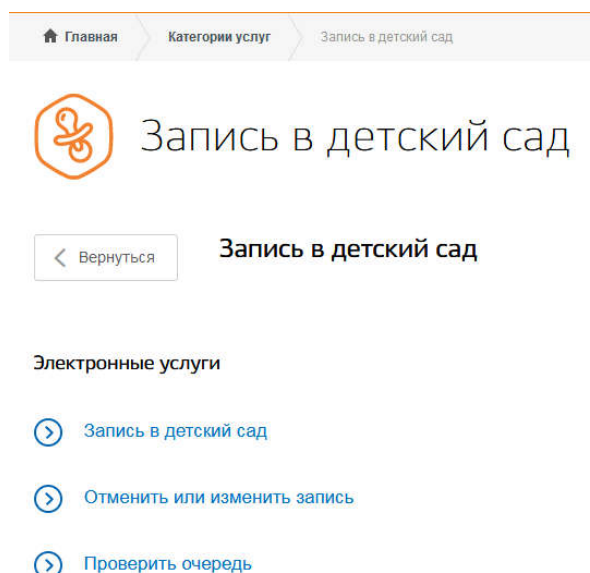 Главная Категории услуг Запись в детский сад
Запись в детский сад
Вернуться Запись в детский сад
Электронные услуги
Запись в детский сад
Отменить или изменить запись
Проверить очередь